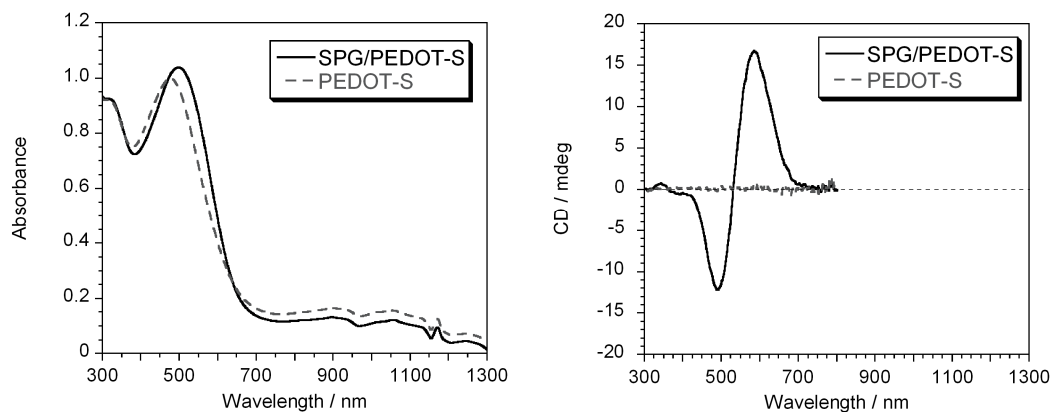 1.2
1.0
0.8
0.6
0.4
0.2
0
Absorbance
SPG/PEDOT-S
PEDOT-S
300 500 700 900 1100 1300
Wavelength / nm
20
15
10
5
0
-5
-10
-15
-20
CD / mdeg
SPG/PEDOT-S
PEDOT-S
300 500 700 900 1100 1300
Wavelength / nm